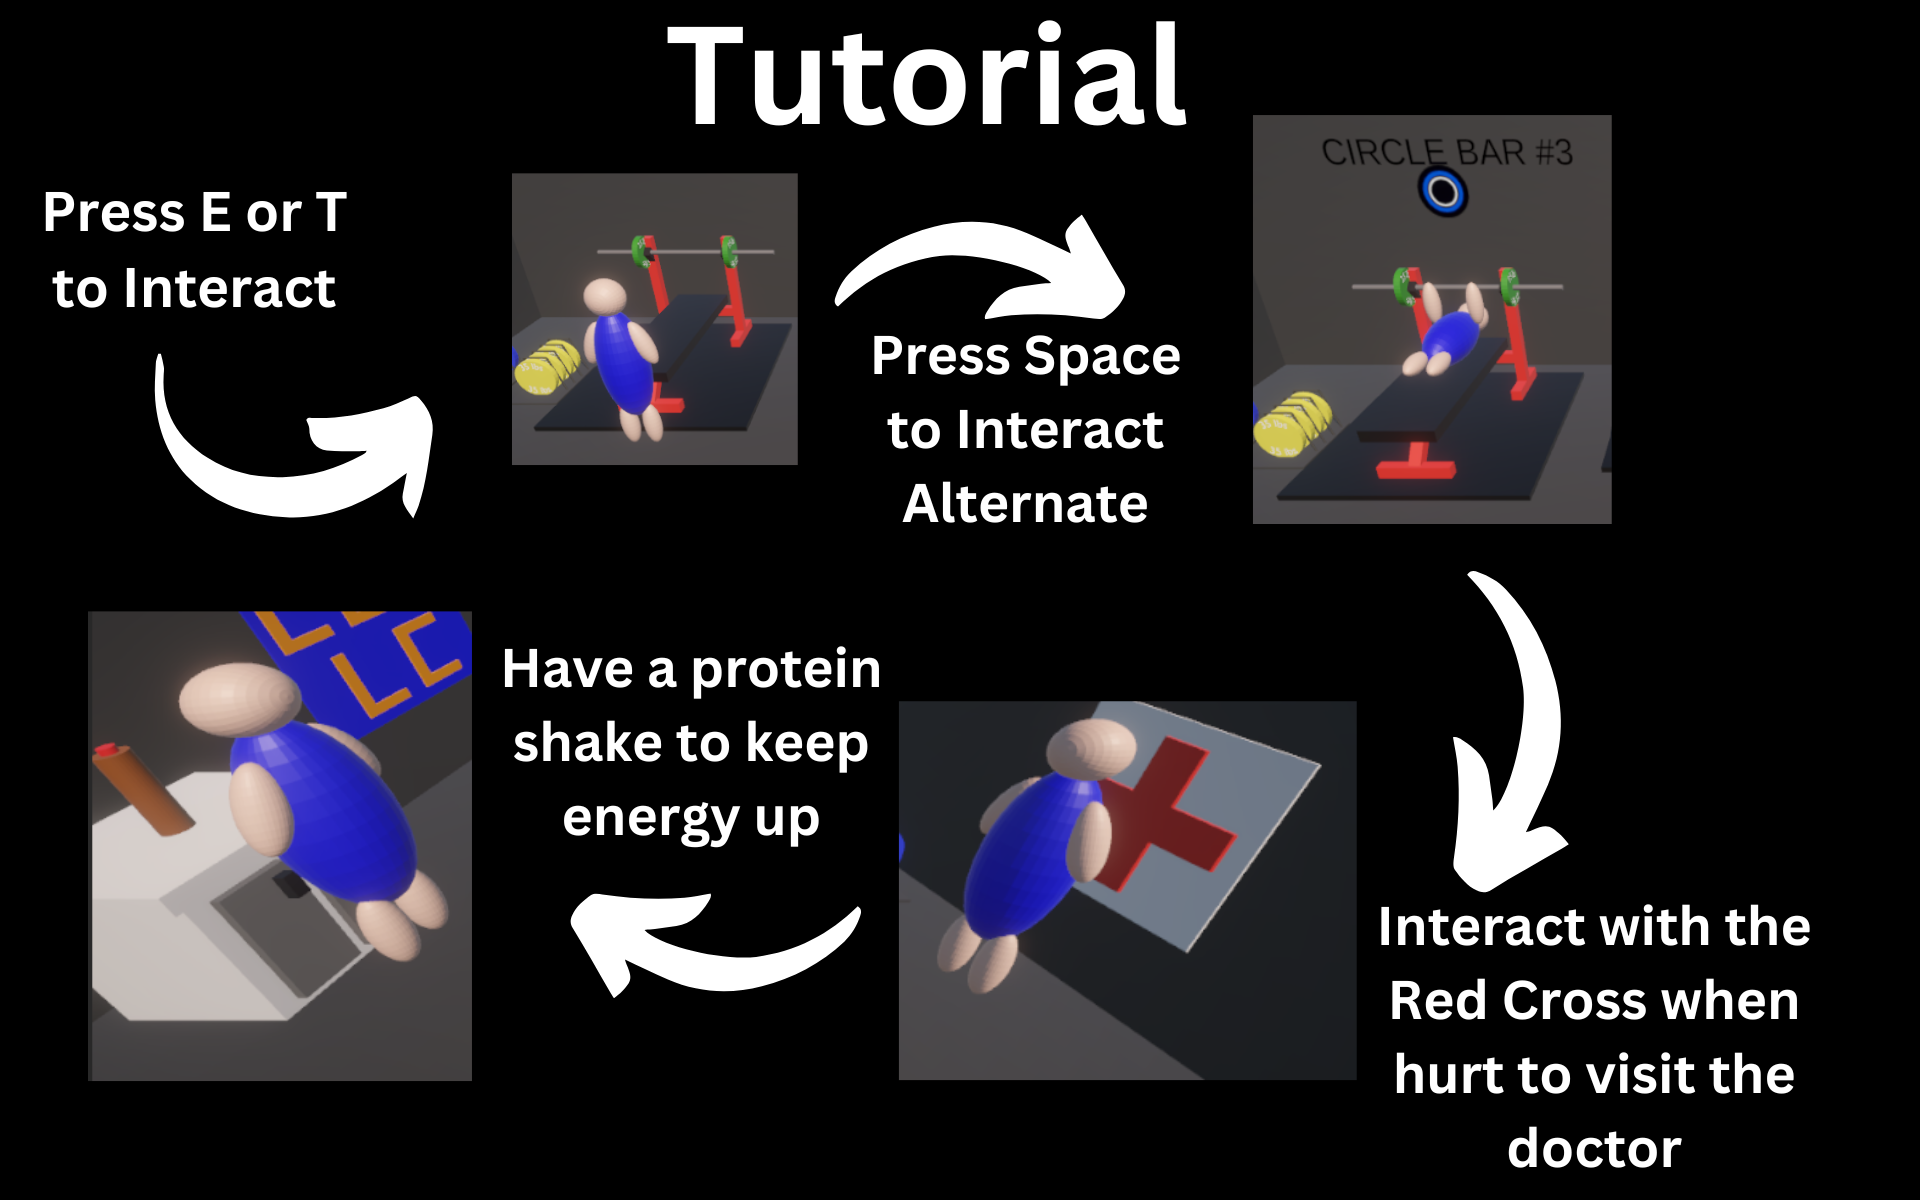 Tutorial
Press E or T
to Interact
CIRCLE BAR #3
Press Space
to Interact
Alternate
Have a protein
shake to keep
energy up
Interact with the
Red Cross when
hurt to visit the
doctor